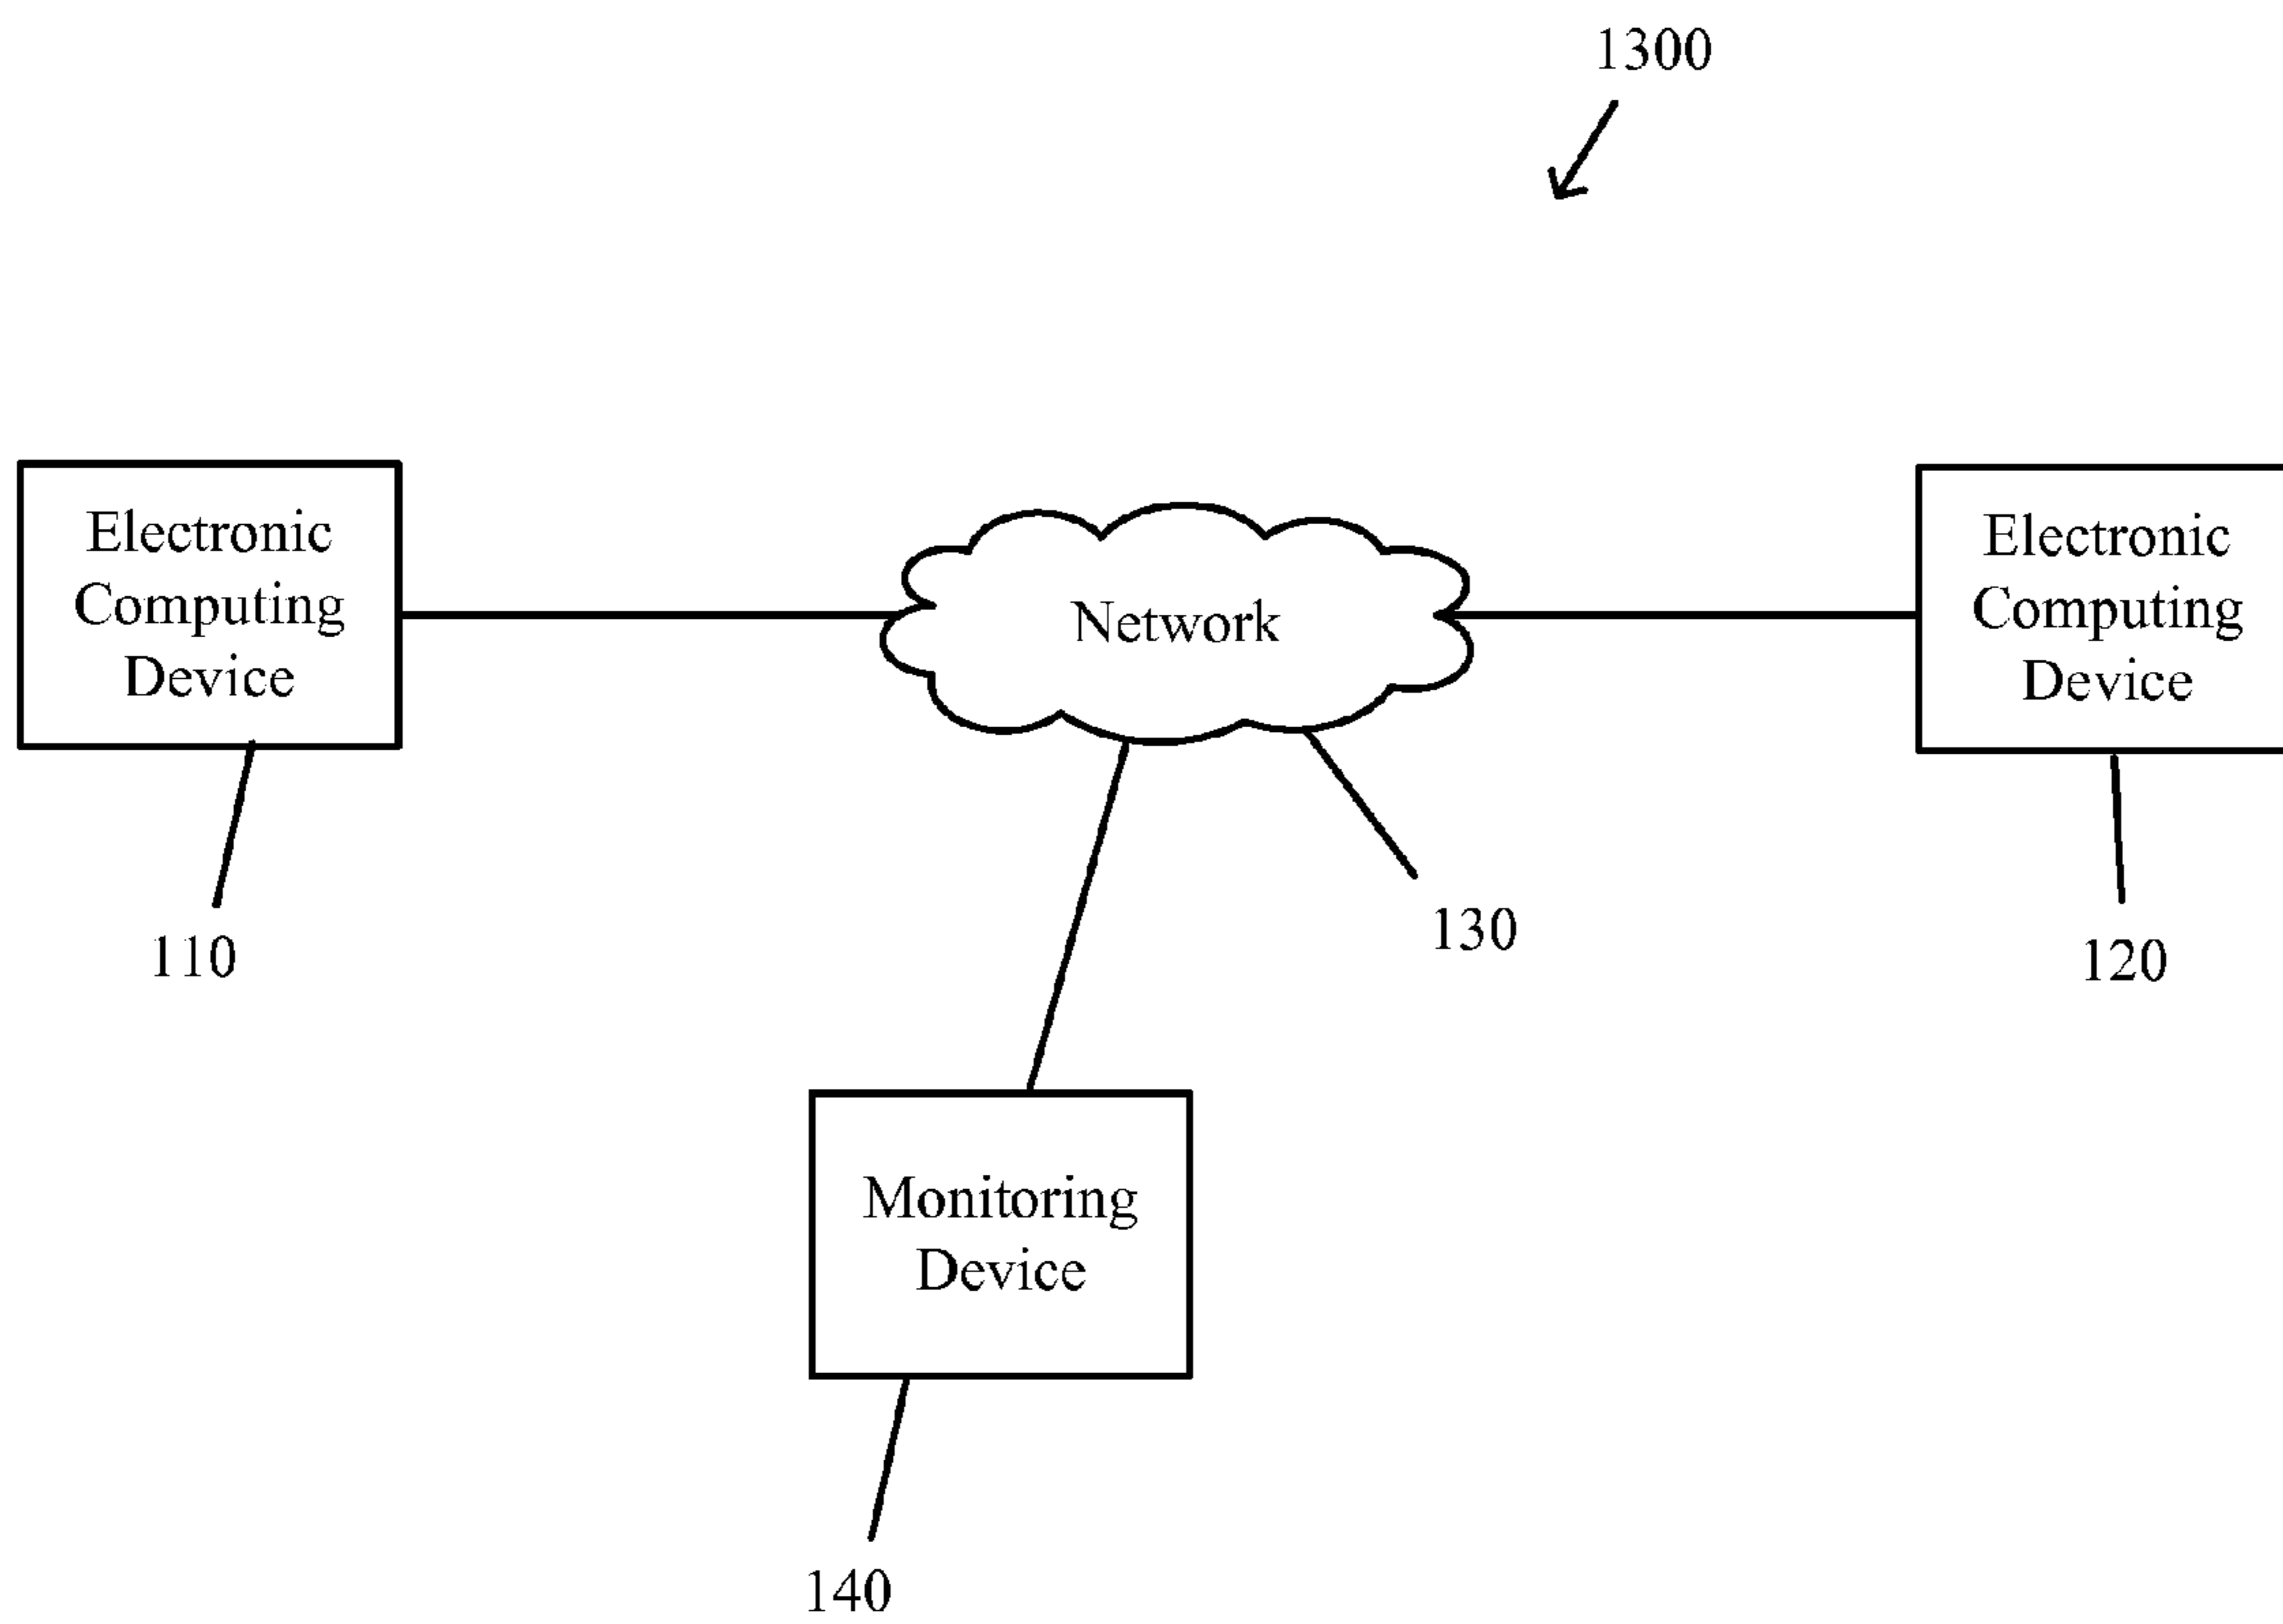 1300
Electronic
Computing
Device
Network
Electronic
Computing
Device
110
130
120
Monitoring
Device
140